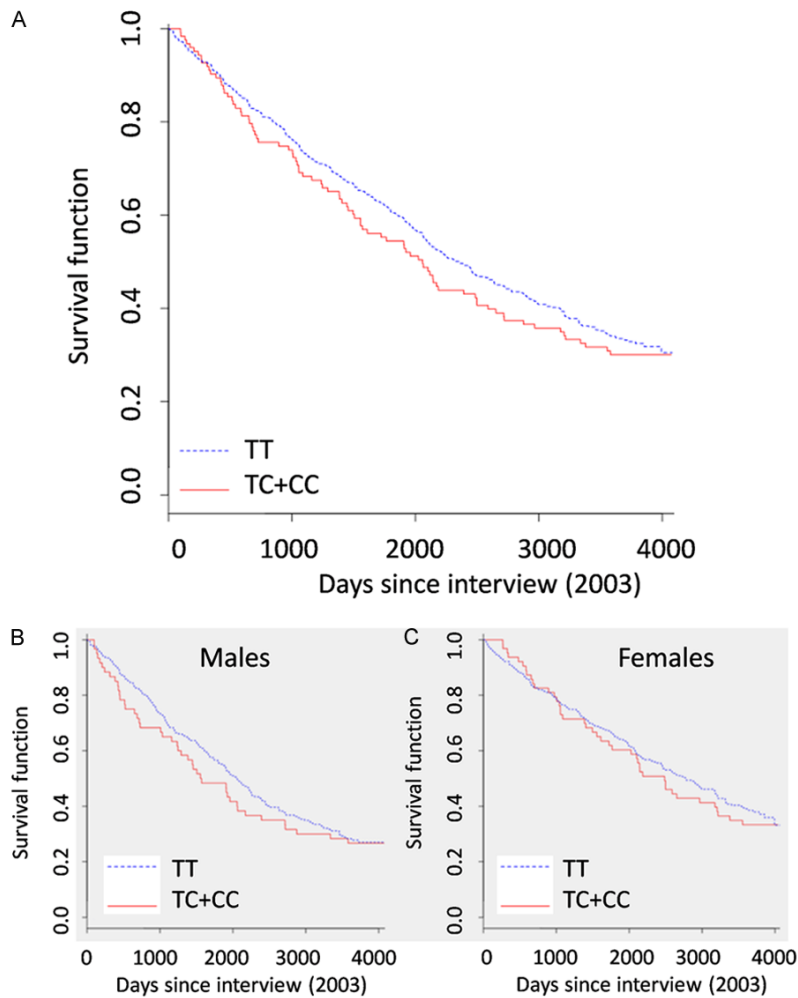 A
1.0
0.8
0.6
0.4
0.2
0.0
Survival function
TT
TC+CC
0 1000 2000 3000 4000
Days since interview (2003)
B
Males
1.0
0.8
0.6
0.4
0.2
0.0
Survival function
TT
TC+CC
0 1000 2000 3000 4000
Days since interview (2003)
C
Females
1.0
0.8
0.6
0.4
0.2
0.0
Survival function
TT
TC+CC
0 1000 2000 3000 4000
Days since interview (2003)